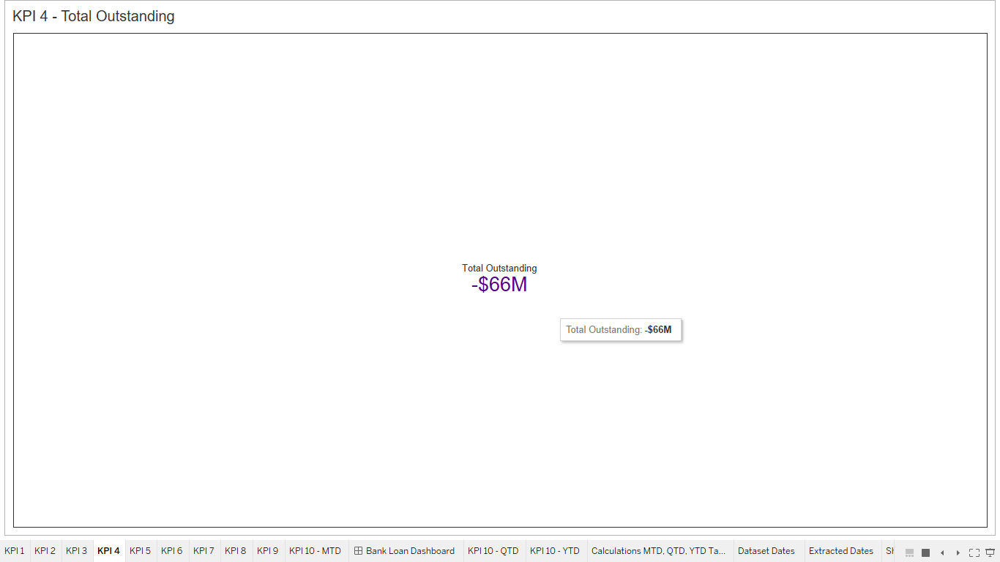 KPI 4 - Total Outstanding
Total Outstanding
-$66M
Total Outstanding: -$66M
KPI 1 KPI 2 KPI 3 KPI 4 KPI 5 KPI 6 KPI 7 KPI 8 KPI 9 KPI 10 - MTD Bank Loan Dashboard KPI 10 - QTD KPI 10 - YTD Calculations MTD, QTD, YTD Ta... Dataset Dates Extracted Dates